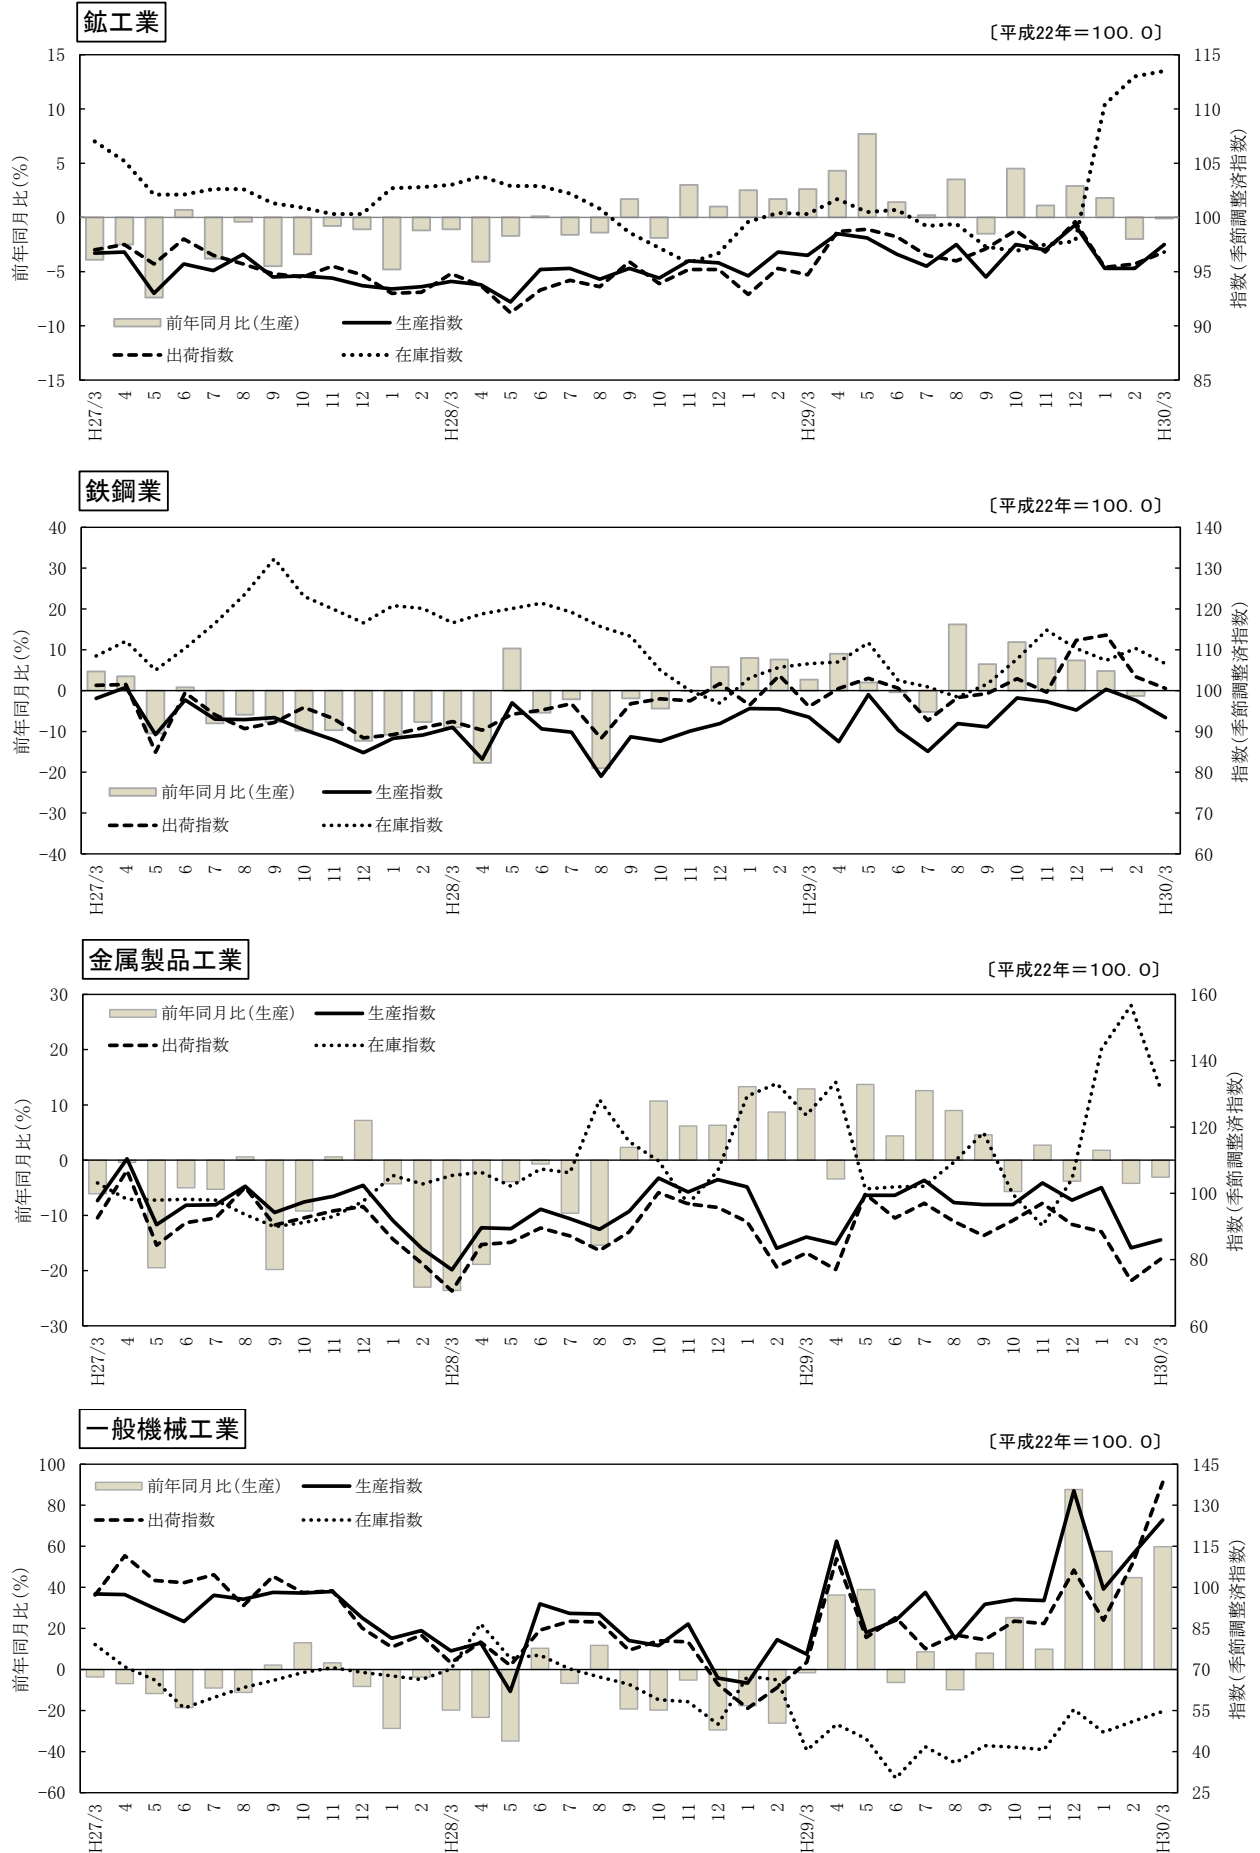 鉱工業
〔平成22年＝100．0〕
15 10 5 0 −5 −10 −15
前年同月比(%)
115 110 105 100 95 90 85
指数(季節調整済指数)
前年同月比(生産) 生産指数
出荷指数 在庫指数
H27/3 4 5 6 7 8 9 10 11 12 1 2 H28/3 4 5 6 7 8 9 10 11 12 1 2 H29/3 4 5 6 7 8 9 10 11 12 1 2 H30/3
鉄鋼業
〔平成22年＝100．0〕
40 30 20 10 0 −10 −20 −30 −40
前年同月比(%)
140 130 120 110 100 90 80 70 60
指数(季節調整済指数)
前年同月比(生産) 生産指数
出荷指数 在庫指数
H27/3 4 5 6 7 8 9 10 11 12 1 2 H28/3 4 5 6 7 8 9 10 11 12 1 2 H29/3 4 5 6 7 8 9 10 11 12 1 2 H30/3
金属製品工業
〔平成22年＝100．0〕
30 20 10 0 −10 −20 −30
前年同月比(%)
160 140 120 100 80 60
指数(季節調整済指数)
前年同月比(生産) 生産指数
出荷指数 在庫指数
H27/3 4 5 6 7 8 9 10 11 12 1 2 H28/3 4 5 6 7 8 9 10 11 12 1 2 H29/3 4 5 6 7 8 9 10 11 12 1 2 H30/3
一般機械工業
〔平成22年＝100．0〕
100 80 60 40 20 0 −20 −40 −60
前年同月比(%)
145 130 115 100 85 70 55 40 25
指数(季節調整済指数)
前年同月比(生産) 生産指数
出荷指数 在庫指数
H27/3 4 5 6 7 8 9 10 11 12 1 2 H28/3 4 5 6 7 8 9 10 11 12 1 2 H29/3 4 5 6 7 8 9 10 11 12 1 2 H30/3